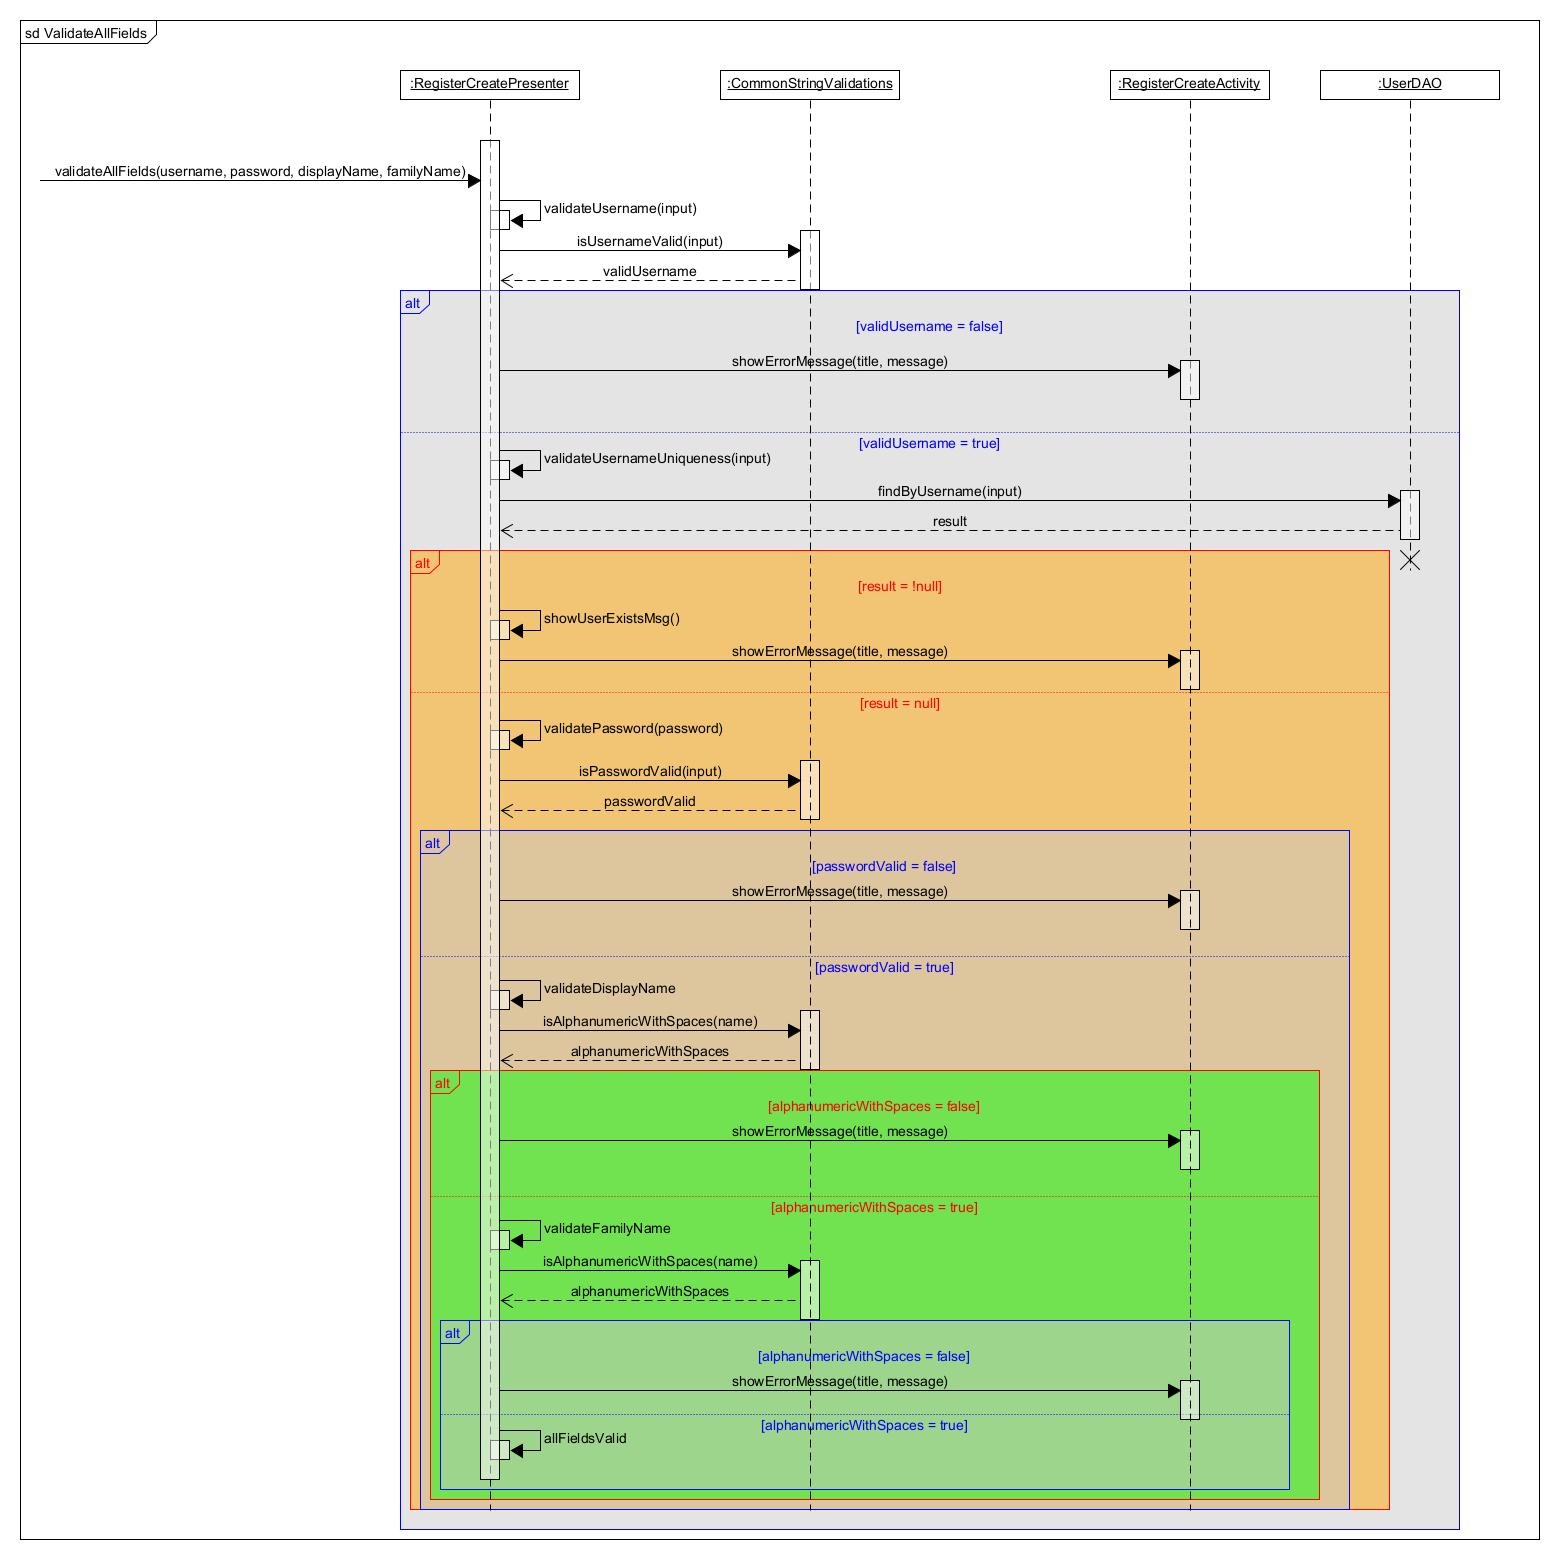 sd ValidateAllFields
:RegisterCreatePresenter
:CommonStringValidations
:RegisterCreateActivity
:UserDAO
validateAllFields(username, password, displayName, familyName)
validateUsername(input)
isUsernameValid(input)
validUsername
alt
[validUsername = false]
showErrorMessage(title, message)
[validUsername = true]
validateUsernameUniqueness(input)
findByUsername(input)
result
alt
[result = !null]
showUserExistsMsg()
showErrorMessage(title, message)
[result = null]
validatePassword(password)
isPasswordValid(input)
passwordValid
alt
[passwordValid = false]
showErrorMessage(title, message)
[passwordValid = true]
validateDisplayName
isAlphanumericWithSpaces(name)
alphanumericWithSpaces
alt
[alphanumericWithSpaces = false]
showErrorMessage(title, message)
[alphanumericWithSpaces = true]
validateFamilyName
isAlphanumericWithSpaces(name)
alphanumericWithSpaces
alt
[alphanumericWithSpaces = false]
showErrorMessage(title, message)
[alphanumericWithSpaces = true]
allFieldsValid